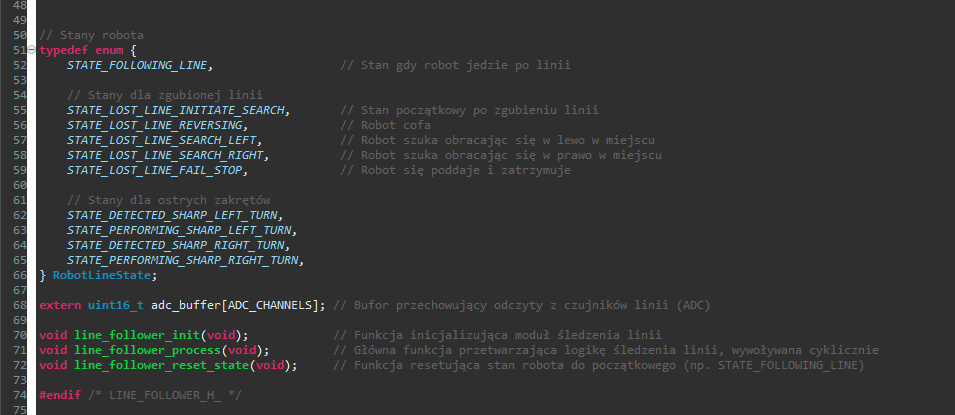 48
49
50 // Stany robota
51 typedef enum {
52 STATE_FOLLOWING_LINE, // Stan gdy robot jedzie po linii
53
54 // Stany dla zgubionej linii
55 STATE_LOST_LINE_INITIATE_SEARCH, // Stan początkowy po zgubieniu linii
56 STATE_LOST_LINE_REVERSING, // Robot cofa
57 STATE_LOST_LINE_SEARCH_LEFT, // Robot szuka obracając się w lewo w miejscu
58 STATE_LOST_LINE_SEARCH_RIGHT, // Robot szuka obracając się w prawo w miejscu
59 STATE_LOST_LINE_FAIL_STOP, // Robot się poddaje i zatrzymuje
60
61 // Stany dla ostrych zakrętów
62 STATE_DETECTED_SHARP_LEFT_TURN,
63 STATE_PERFORMING_SHARP_LEFT_TURN,
64 STATE_DETECTED_SHARP_RIGHT_TURN,
65 STATE_PERFORMING_SHARP_RIGHT_TURN,
66 } RobotLineState;
67
68 extern uint16_t adc_buffer[ADC_CHANNELS]; // Bufor przechowujący odczyty z czujników linii (ADC)
69
70 void line_follower_init(void); // Funkcja inicjalizująca moduł śledzenia linii
71 void line_follower_process(void); // Główna funkcja przetwarzająca logikę śledzenia linii, wywoływana cyklicznie
72 void line_follower_reset_state(void); // Funkcja resetująca stan robota do początkowego (np. STATE_FOLLOWING_LINE)
73
74 #endif /* LINE_FOLLOWER_H_ */
75